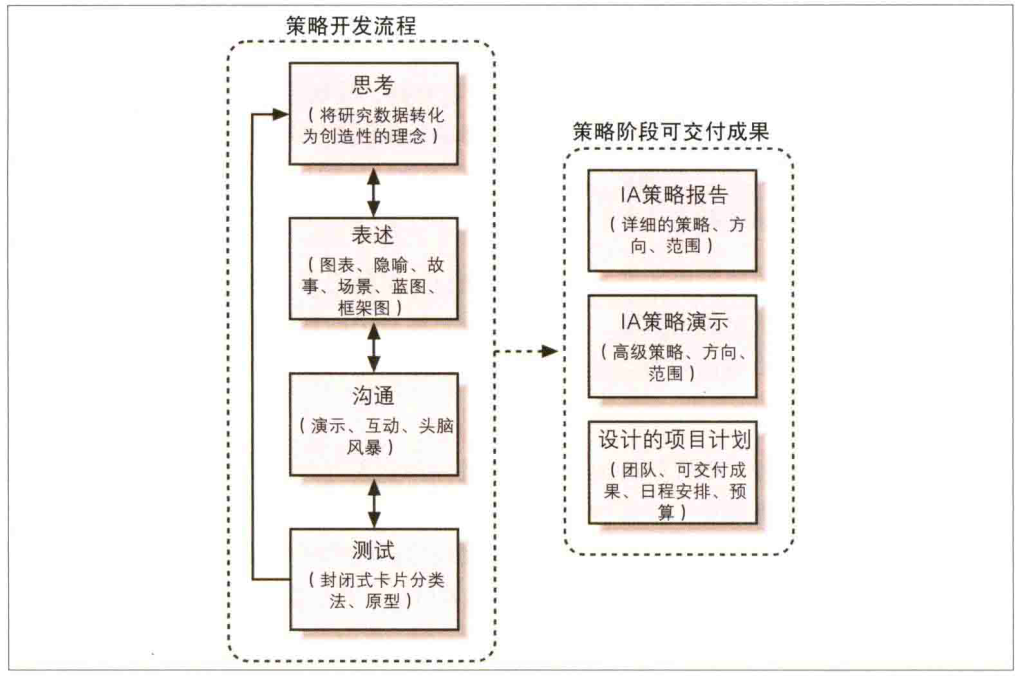 策略开发流程
思考
（将研究数据转化
为创造性的理念）
表述
（图表、隐喻、故
事、场景、蓝图、
框架图）
沟通
（演示、互动、头脑
风暴）
测试
（封闭式卡片分类
法、原型）
策略阶段可交付成果
IA策略报告
（详细的策略、方
向、范围）
IA策略演示
（高级策略、方向、
范围）
设计的项目计划
（团队、可交付成
果、日程安排、预
算）